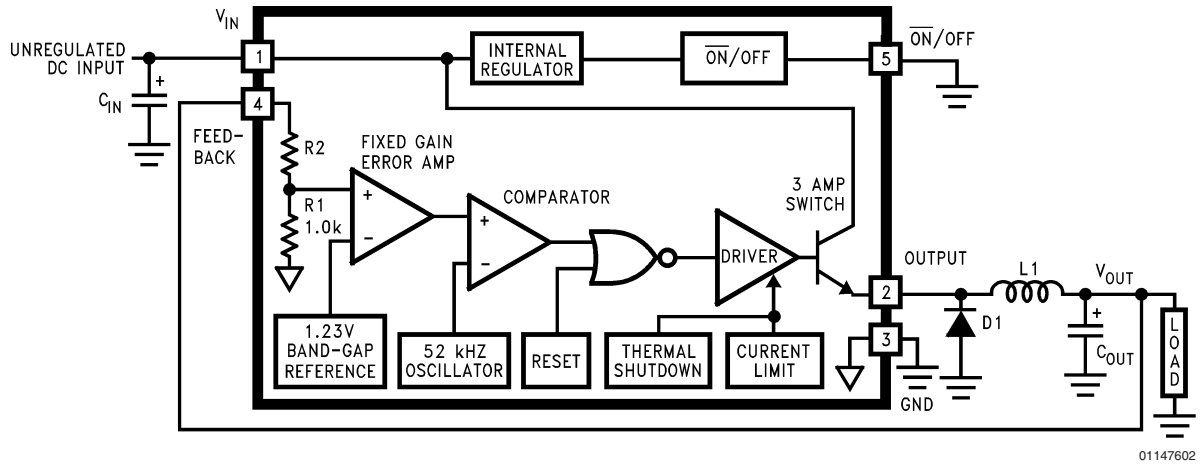 V_IN
UNREGULATED
DC INPUT
+
C_IN
1
4
FEED-
BACK
R2
R1
1.0k
FIXED GAIN
ERROR AMP
+
−
INTERNAL
REGULATOR
O̅N̅/OFF
5
O̅N̅/OFF
COMPARATOR
+
−
3 AMP
SWITCH
DRIVER
OUTPUT
2
3
GND
L1
V_OUT
D1
+
C_OUT
LOAD
1.23V
BAND-GAP
REFERENCE
52 kHZ
OSCILLATOR
RESET
THERMAL
SHUTDOWN
CURRENT
LIMIT
01147602